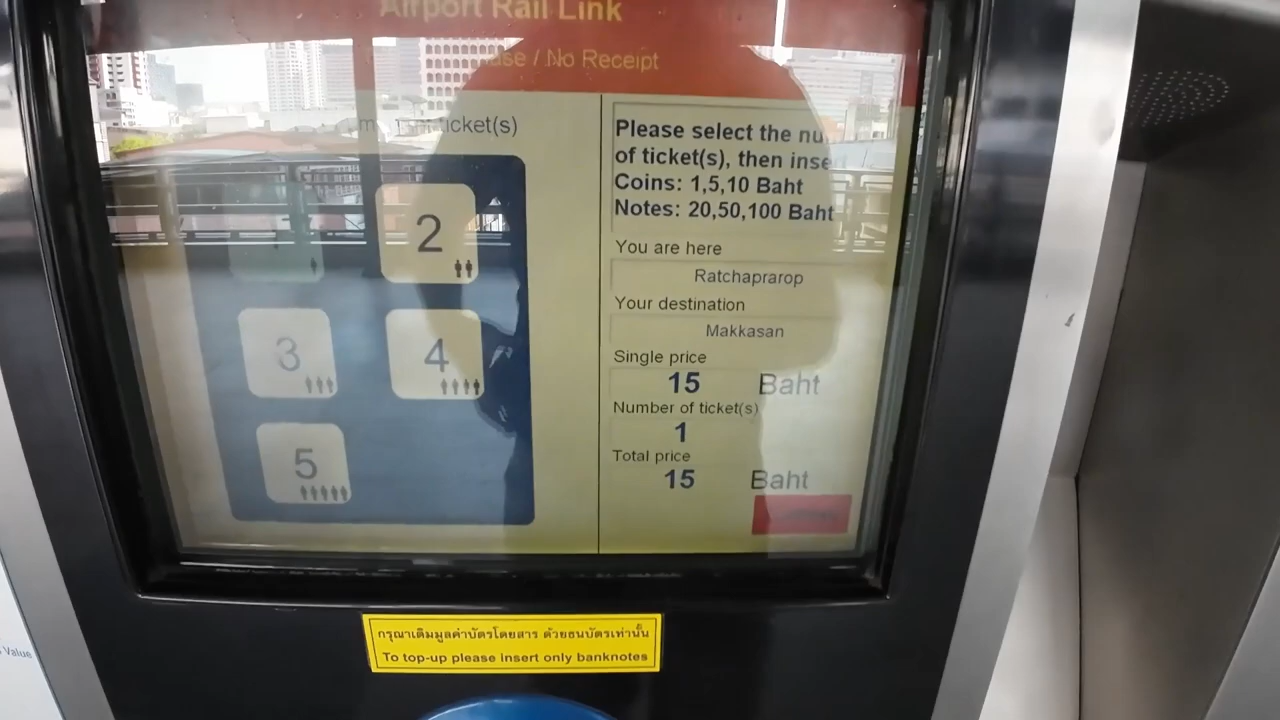 Airport Rail Link
/ No Receipt
ticket(s)
2
3
4
5
Please select the
of ticket(s), then
Coins: 1,5,10 Baht
Notes: 20,50,100 Baht
You are here
Ratchaprarop
Your destination
Makkasan
Single price
15 Baht
Number of ticket(s)
1
Total price
15 Baht
กรุณาเติมมูลค่าบัตรโดยสาร ด้วยธนบัตรเท่านั้น
To top-up please insert only banknotes
Value